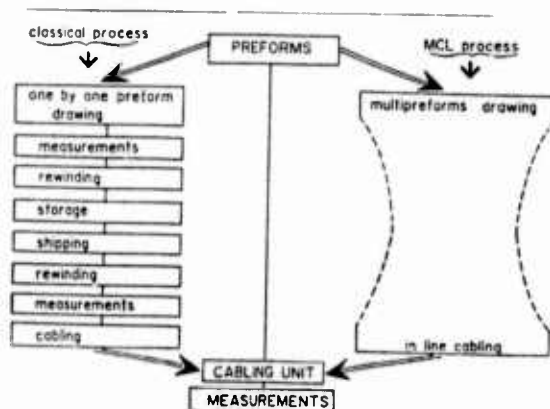 classical process
PREFORMS
MCL process
one by one preform
drawing
multipreforms drawing
measurements
rewinding
storage
shipping
rewinding
measurements
cabling
in line cabling
CABLING UNIT
MEASUREMENTS